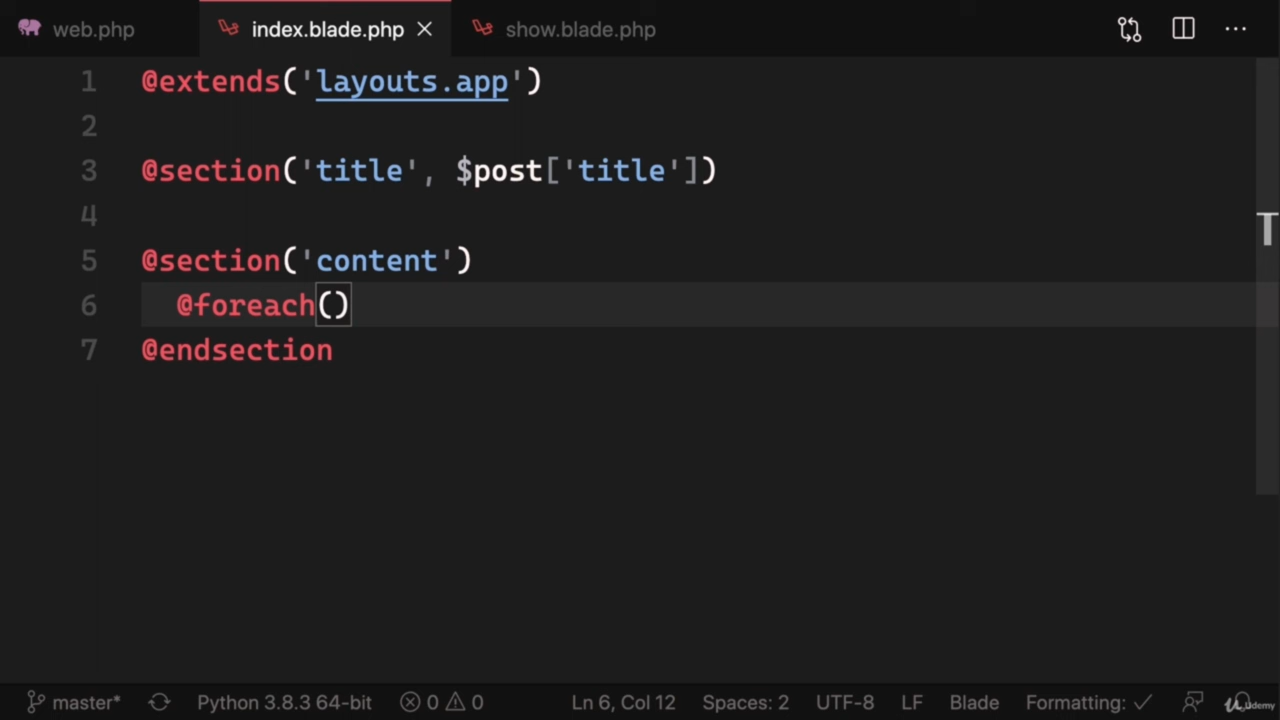 web.php index.blade.php show.blade.php
1 @extends('layouts.app')
2
3 @section('title', $post['title'])
4
5 @section('content')
6 @foreach()
7 @endsection
T
master* Python 3.8.3 64-bit 0 0 Ln 6, Col 12 Spaces: 2 UTF-8 LF Blade Formatting: Udemy